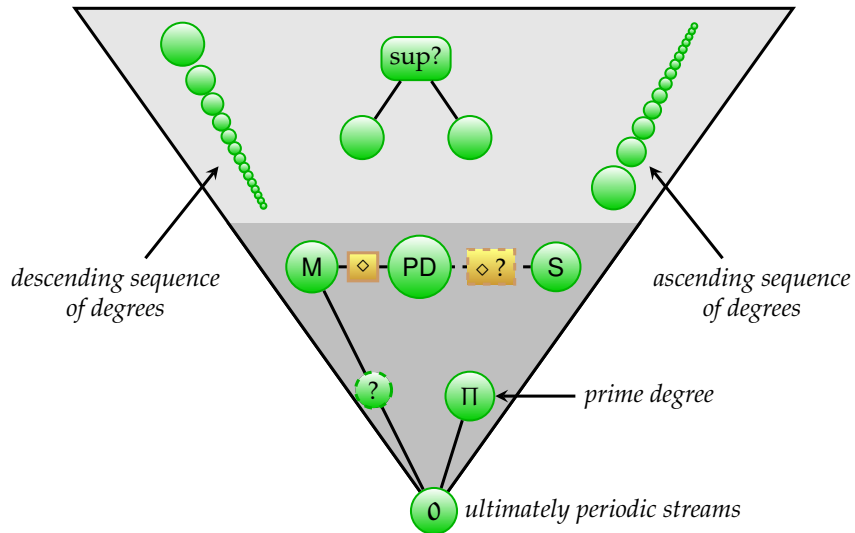 sup?
descending sequence
of degrees
ascending sequence
of degrees
M ◇ PD ◇ ? S
? Π prime degree
0 ultimately periodic streams